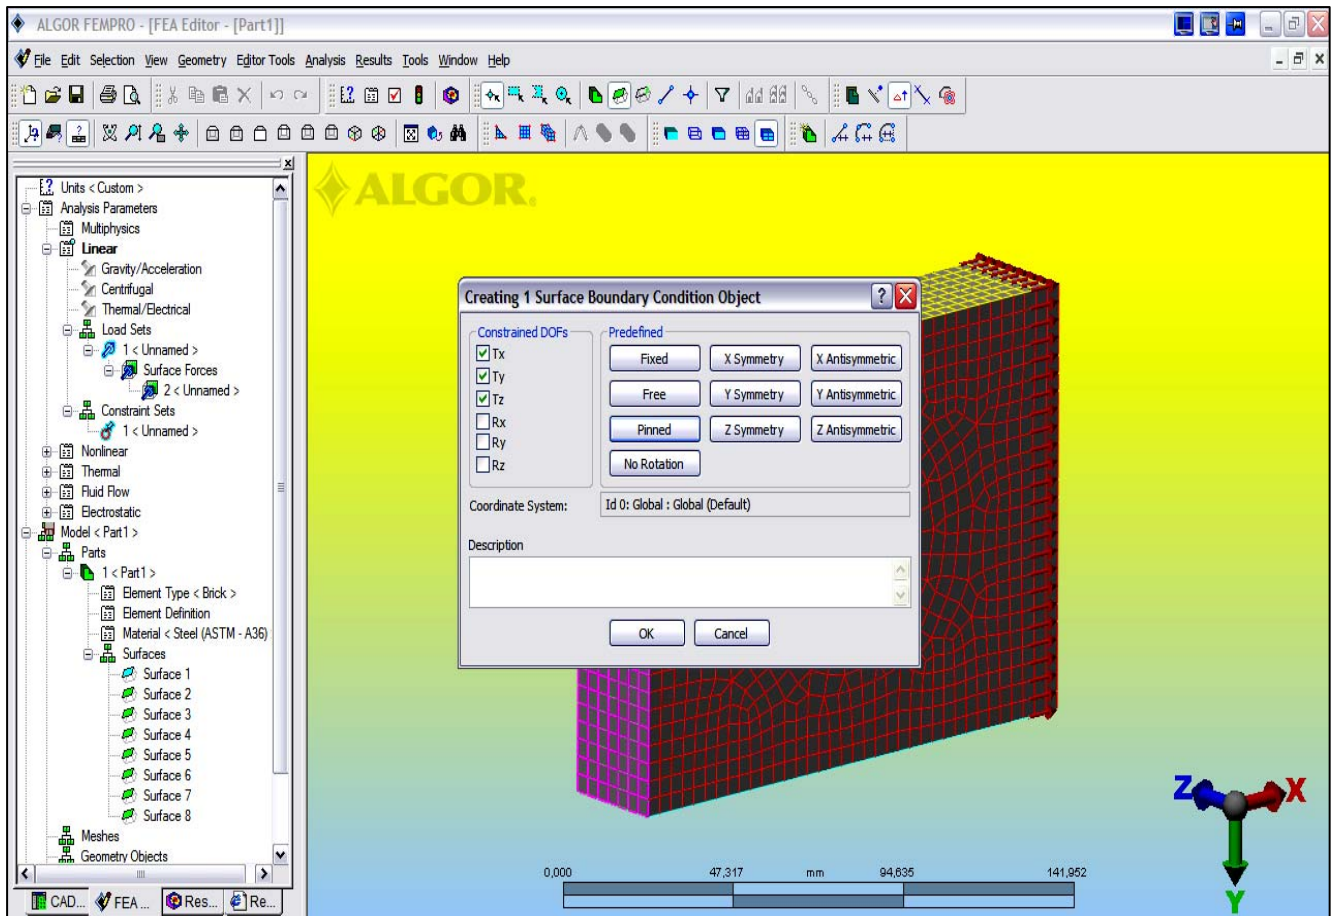 ALGOR FEMPRO - [FEA Editor - [Part1]]
File Edit Selection View Geometry Editor Tools Analysis Results Tools Window Help
ALGOR
Units < Custom >
Analysis Parameters
Multiphysics
Linear
Gravity/Acceleration
Centrifugal
Thermal/Electrical
Load Sets
1 < Unnamed >
Surface Forces
2 < Unnamed >
Constraint Sets
1 < Unnamed >
Nonlinear
Thermal
Fluid Flow
Electrostatic
Model < Part1 >
Parts
1 < Part1 >
Element Type < Brick >
Element Definition
Material < Steel (ASTM - A36)
Surfaces
Surface 1
Surface 2
Surface 3
Surface 4
Surface 5
Surface 6
Surface 7
Surface 8
Meshes
Geometry Objects
CAD... FEA ... Res... Re...
Creating 1 Surface Boundary Condition Object
Constrained DOFs
Tx
Ty
Tz
Rx
Ry
Rz
Predefined
Fixed X Symmetry X Antisymmetric
Free Y Symmetry Y Antisymmetric
Pinned Z Symmetry Z Antisymmetric
No Rotation
Coordinate System: Id 0: Global : Global (Default)
Description
OK Cancel
Z X
Y
0,000 47,317 mm 94,635 141,952